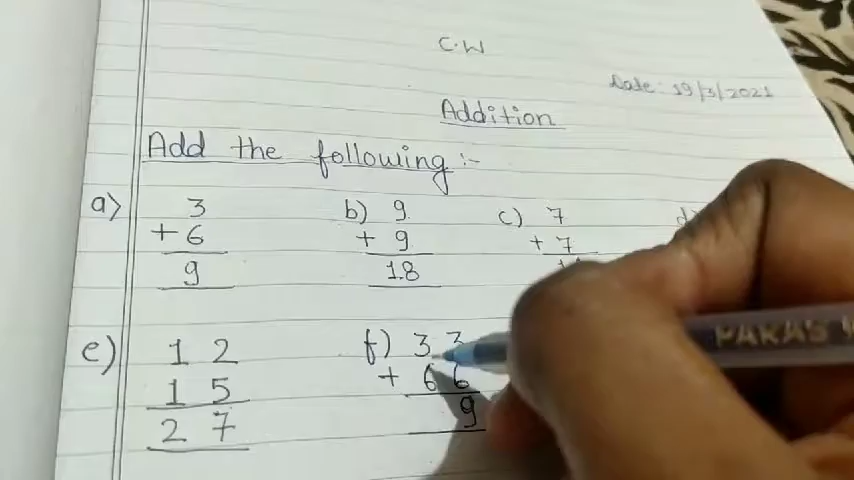 C.W
Date: 19/3/2021
Addition
Add the following :-
a) 3 b) 9 c) 7 d)
+ 6 + 9 + 7
9 18
e) 1 2 f) 3 3
1 5 + 6 6
2 7 9
PARAS